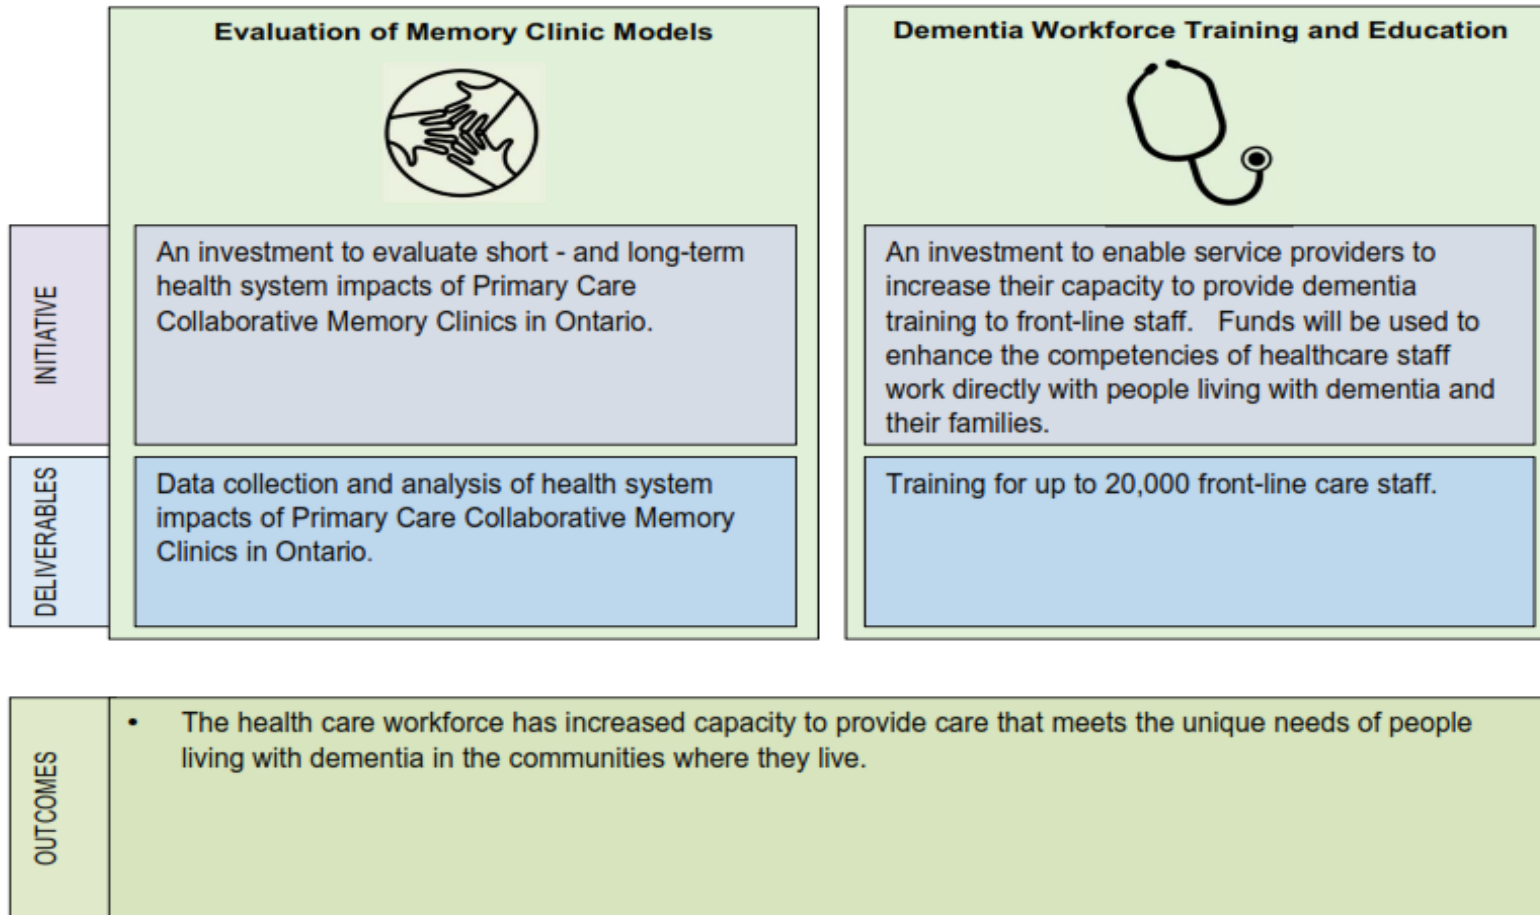 Evaluation of Memory Clinic Models
Dementia Workforce Training and Education
INITIATIVE
An investment to evaluate short - and long-term
health system impacts of Primary Care
Collaborative Memory Clinics in Ontario.
An investment to enable service providers to
increase their capacity to provide dementia
training to front-line staff.   Funds will be used to
enhance the competencies of healthcare staff
work directly with people living with dementia and
their families.
DELIVERABLES
Data collection and analysis of health system
impacts of Primary Care Collaborative Memory
Clinics in Ontario.
Training for up to 20,000 front-line care staff.
OUTCOMES
• The health care workforce has increased capacity to provide care that meets the unique needs of people
living with dementia in the communities where they live.